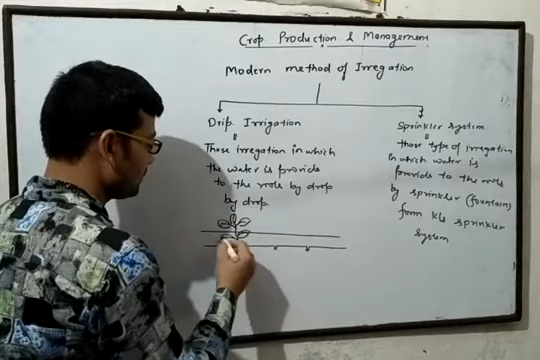 Crop Production & Management
Modern method of Irregation
Drip Irrigation
Those Irregation in which
the water is provide
to the roots by drop
by drop.
Sprinkler System
those type of irregation
in which water is
provide to the roots
by sprinkler (fountain)
form k/s sprinkler
system